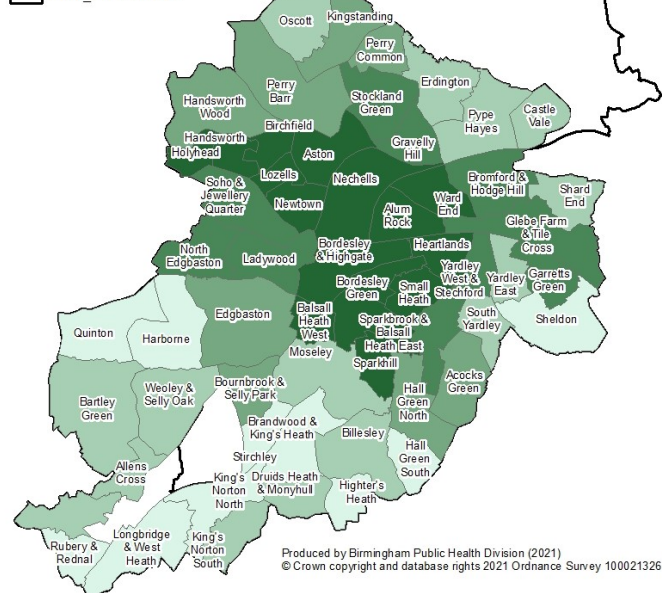 Oscott
Kingstanding
Perry
Common
Erdington
Perry
Barr
Stockland
Green
Castle
Vale
Handsworth
Wood
Pype
Hayes
Birchfield
Handsworth
Holyhead
Gravelly
Hill
Aston
Lozells
Nechells
Bromford &
Hodge Hill
Soho &
Jewellery
Quarter
Shard
End
Newtown
Ward
End
Alum
Rock
Glebe Farm
& Tile
Cross
North
Edgbaston
Ladywood
Bordesley
& Highgate
Heartlands
Yardley
West &
Stechford
Yardley
East
Garretts
Green
Bordesley
Green
Small
Heath
Edgbaston
Balsall
Heath
West
Sparkbrook &
Balsall
Heath East
South
Yardley
Sheldon
Quinton
Harborne
Moseley
Sparkhill
Acocks
Green
Bartley
Green
Weoley &
Selly Oak
Bournbrook &
Selly Park
Hall
Green
North
Brandwood &
King's Heath
Billesley
Hall
Green
South
Stirchley
Allens
Cross
King's
Norton
North
Druids Heath
& Monyhull
Highter's
Heath
Rubery &
Rednal
Longbridge
& West
Heath
King's
Norton
South
Produced by Birmingham Public Health Division (2021)
© Crown copyright and database rights 2021 Ordnance Survey 100021326